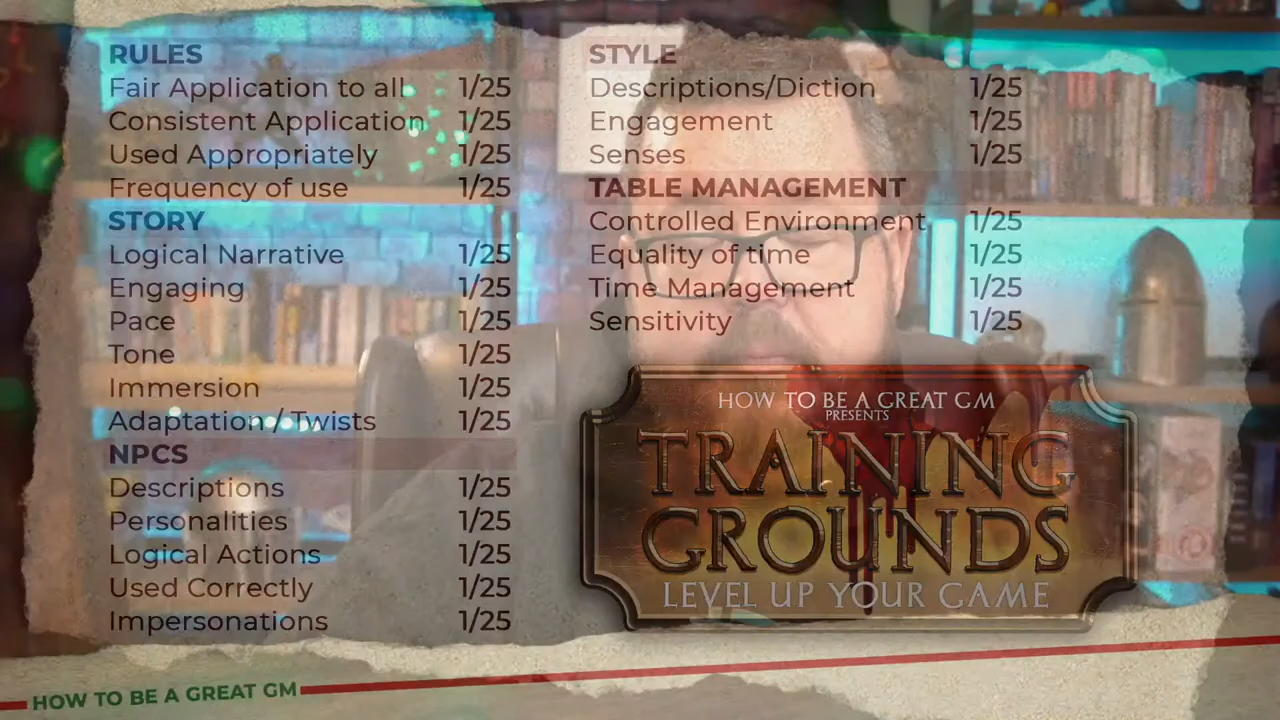 RULES
Fair Application to all 1/25
Consistent Application 1/25
Used Appropriately 1/25
Frequency of use 1/25
STORY
Logical Narrative 1/25
Engaging 1/25
Pace 1/25
Tone 1/25
Immersion 1/25
Adaptation / Twists 1/25
NPCS
Descriptions 1/25
Personalities 1/25
Logical Actions 1/25
Used Correctly 1/25
Impersonations 1/25
STYLE
Descriptions/Diction 1/25
Engagement 1/25
Senses 1/25
TABLE MANAGEMENT
Controlled Environment 1/25
Equality of time 1/25
Time Management 1/25
Sensitivity 1/25
HOW TO BE A GREAT GM
PRESENTS
TRAINING
GROUNDS
LEVEL UP YOUR GAME
HOW TO BE A GREAT GM